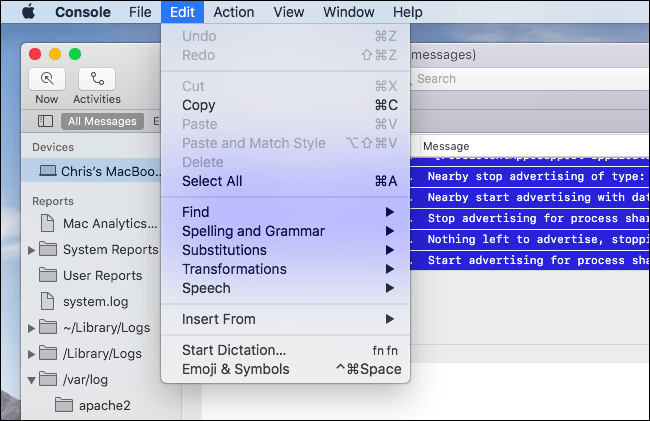 Console File Edit Action View Window Help
Undo ⌘Z
Redo ⇧⌘Z
Cut ⌘X
Copy ⌘C
Paste ⌘V
Paste and Match Style ⌥⇧⌘V
Delete
Select All ⌘A
Find
Spelling and Grammar
Substitutions
Transformations
Speech
Insert From
Start Dictation... fn fn
Emoji & Symbols ^⌘Space
messages)
Now Activities
Search
All Messages E
Devices
Chris's MacBoo...
Reports
Mac Analytics...
System Reports
User Reports
system.log
~/Library/Logs
/Library/Logs
/var/log
apache2
Message
Nearby stop advertising of type:
Nearby start advertising with dat
Stop advertising for process sha
Nothing left to advertise, stoppi
Start advertising for process sha